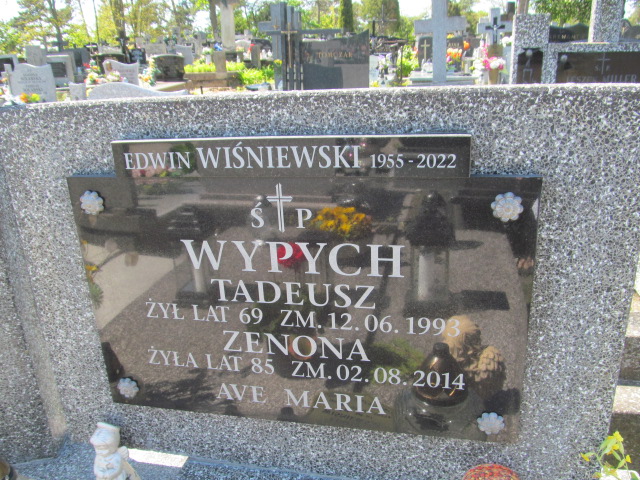 EDWIN WIŚNIEWSKI 1955-2022
Ś P
WYPYCH
TADEUSZ
ŻYŁ LAT 69 ZM. 12.06.1993
ZENONA
ŻYŁA LAT 85 ZM. 02.08.2014
AVE MARIA